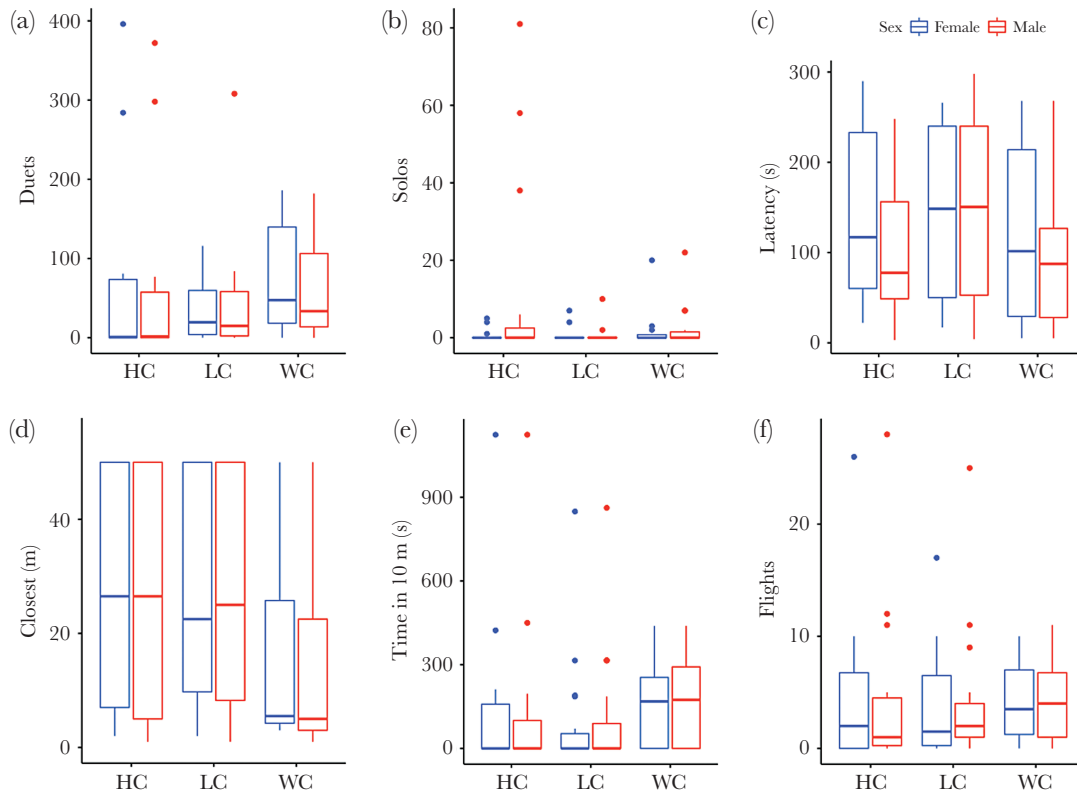 (a)
400
300
200
100
0
Duets
HC LC WC
(b)
80
60
40
20
0
Solos
HC LC WC
(c)
Sex Female Male
300
200
100
0
Latency (s)
HC LC WC
(d)
40
20
0
Closest (m)
HC LC WC
(e)
900
600
300
0
Time in 10 m (s)
HC LC WC
(f)
20
10
0
Flights
HC LC WC